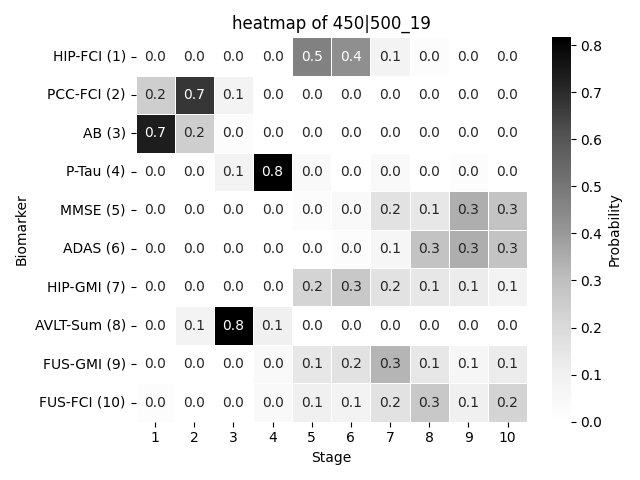 heatmap of 450|500_19
HIP-FCI (1) 0.0 0.0 0.0 0.0 0.5 0.4 0.1 0.0 0.0 0.0
PCC-FCI (2) 0.2 0.7 0.1 0.0 0.0 0.0 0.0 0.0 0.0 0.0
AB (3) 0.7 0.2 0.0 0.0 0.0 0.0 0.0 0.0 0.0 0.0
P-Tau (4) 0.0 0.0 0.1 0.8 0.0 0.0 0.0 0.0 0.0 0.0
MMSE (5) 0.0 0.0 0.0 0.0 0.0 0.0 0.2 0.1 0.3 0.3
ADAS (6) 0.0 0.0 0.0 0.0 0.0 0.0 0.1 0.3 0.3 0.3
HIP-GMI (7) 0.0 0.0 0.0 0.0 0.2 0.3 0.2 0.1 0.1 0.1
AVLT-Sum (8) 0.0 0.1 0.8 0.1 0.0 0.0 0.0 0.0 0.0 0.0
FUS-GMI (9) 0.0 0.0 0.0 0.0 0.1 0.2 0.3 0.1 0.1 0.1
FUS-FCI (10) 0.0 0.0 0.0 0.0 0.1 0.1 0.2 0.3 0.1 0.2
1 2 3 4 5 6 7 8 9 10
Stage
Biomarker
0.8
0.7
0.6
0.5
0.4
0.3
0.2
0.1
0.0
Probability